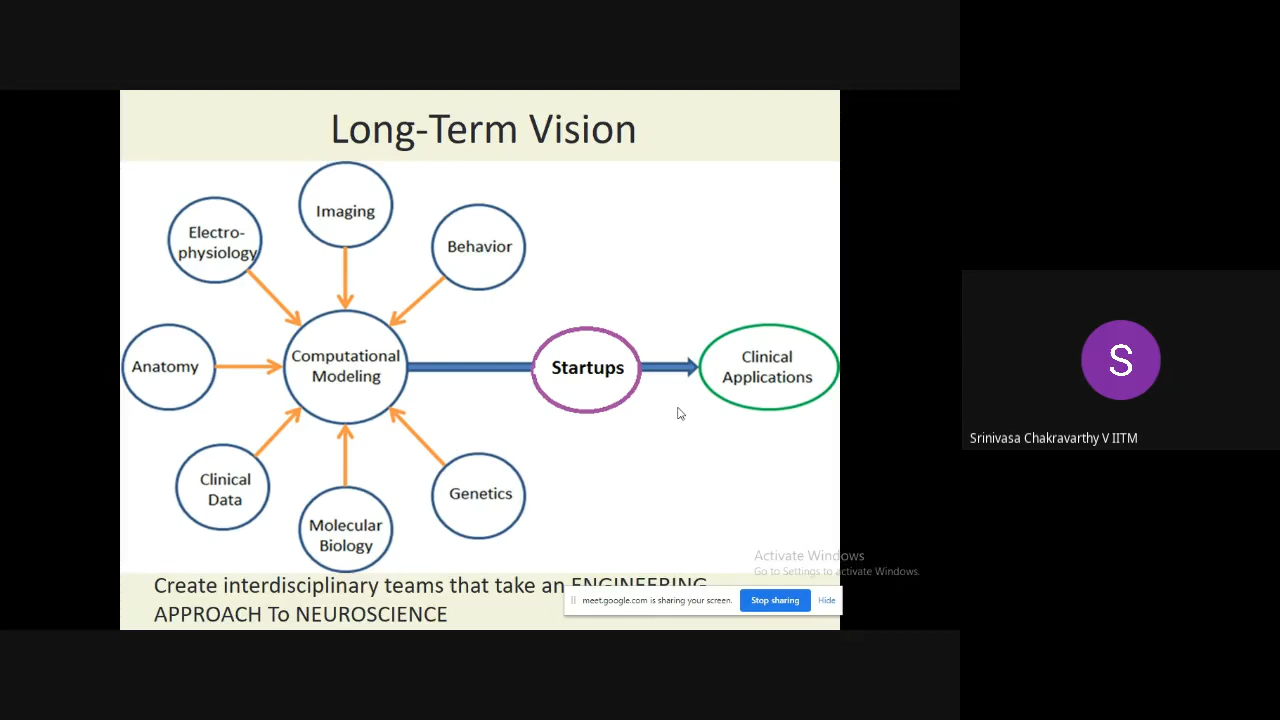 Long-Term Vision
Imaging
Electro-
physiology
Behavior
Anatomy
Computational
Modeling
Startups
Clinical
Applications
Clinical
Data
Molecular
Biology
Genetics
Create interdisciplinary teams that take an ENGINEERING
APPROACH To NEUROSCIENCE
Activate Windows
Go to Settings to activate Windows.
meet.google.com is sharing your screen.
Stop sharing
Hide
S
Srinivasa Chakravarthy V IITM